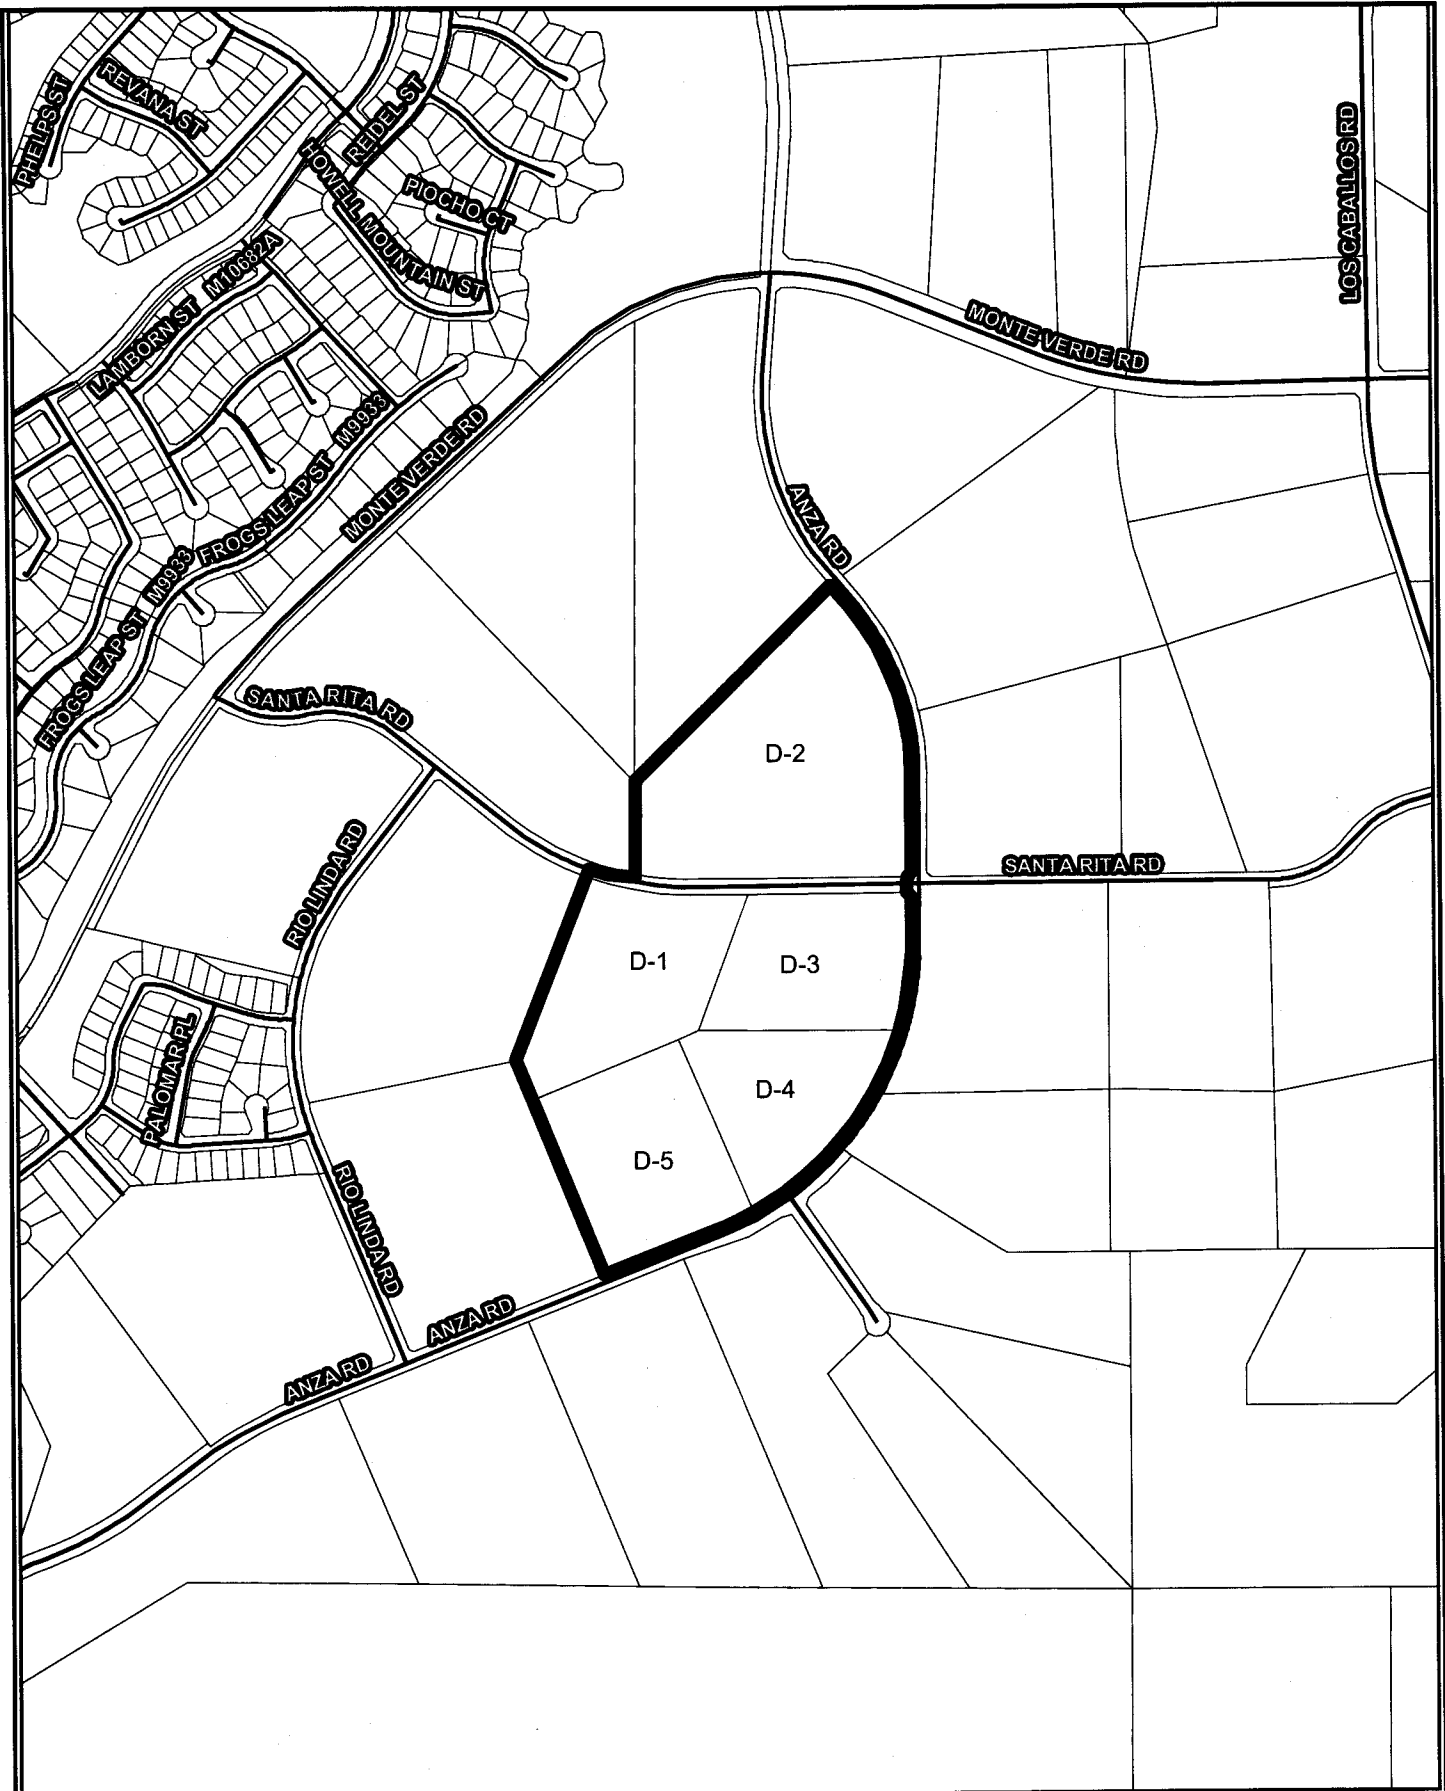 PHELPS ST
REVANA ST
REIDEL ST
HOWELL MOUNTAIN ST
PIOCHO CT
LOS CABALLOS RD
LAMBORN ST M10682A
MONTE VERDE RD
FROGS LEAP ST M9933
MONTE VERDE RD
ANZA RD
FROGS LEAP ST M9933
SANTA RITA RD
D-2
RIO LINDA RD
SANTA RITA RD
D-1
D-3
PALOMAR PL
D-4
D-5
RIO LINDA RD
ANZA RD
ANZA RD